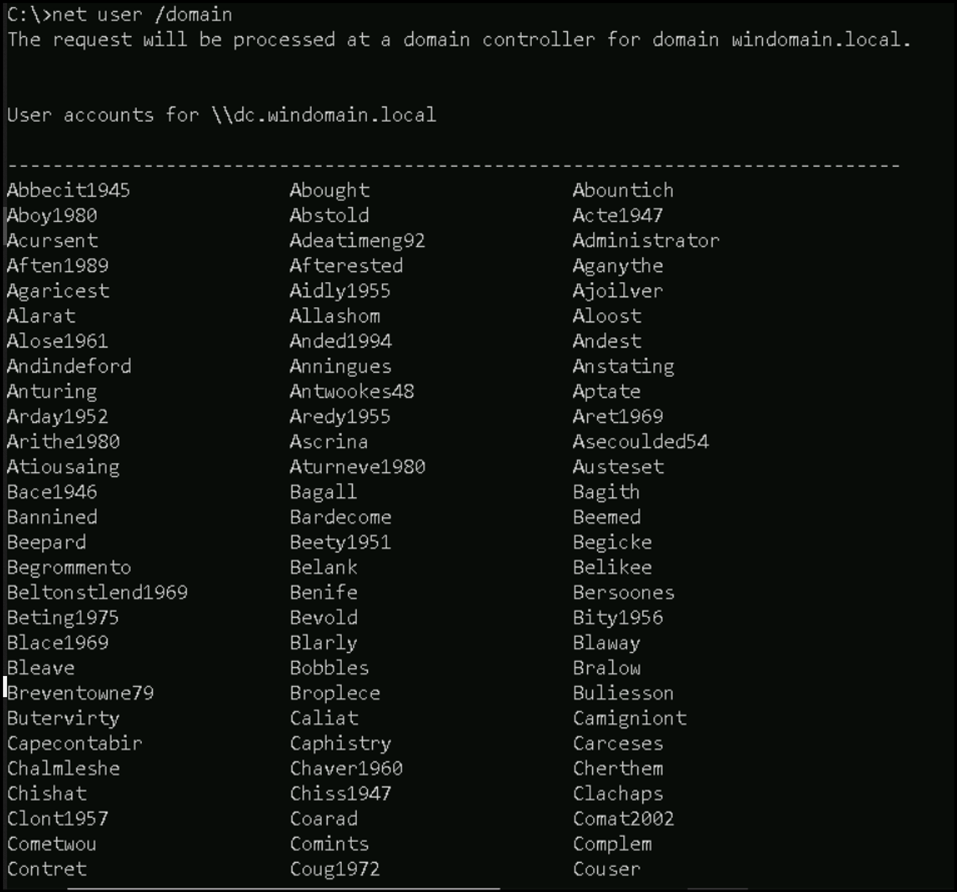 C:\>net user /domain
The request will be processed at a domain controller for domain windomain.local.
User accounts for \\dc.windomain.local
-------------------------------------------------------------------------------
Abbecit1945 Abought Abountich
Aboy1980 Abstold Acte1947
Acursent Adeatimeng92 Administrator
Aften1989 Afterested Aganythe
Agaricest Aidly1955 Ajoilver
Alarat Allashom Aloost
Alose1961 Anded1994 Andest
Andindeford Anningues Anstating
Anturing Antwookes48 Aptate
Arday1952 Aredy1955 Aret1969
Arithe1980 Ascrina Asecoulded54
Atiousaing Aturneve1980 Austeset
Bace1946 Bagall Bagith
Bannined Bardecome Beemed
Beepard Beety1951 Begicke
Begrommento Belank Belikee
Beltonstlend1969 Benife Bersoones
Beting1975 Bevold Bity1956
Blace1969 Blarly Blaway
Bleave Bobbles Bralow
Breventowne79 Broplece Buliesson
Butervirty Caliat Camigniont
Capecontabir Caphistry Carceses
Chalmleshe Chaver1960 Cherthem
Chishat Chiss1947 Clachaps
Clont1957 Coarad Comat2002
Cometwou Comints Complem
Contret Coug1972 Couser